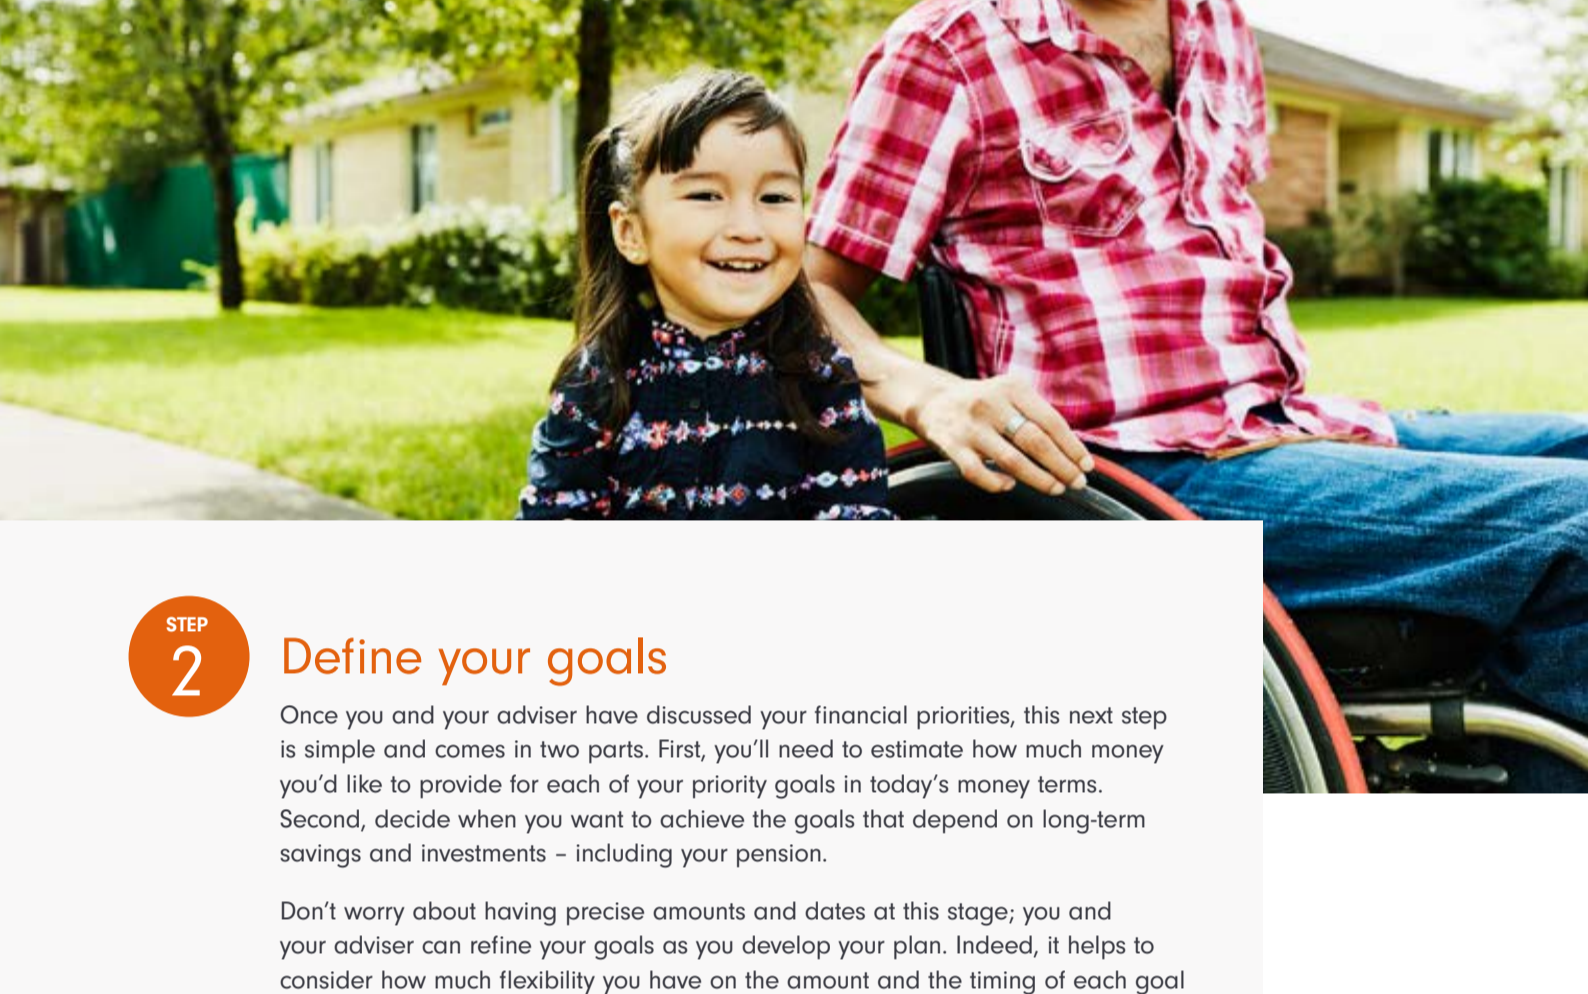 STEP
2
Define your goals
Once you and your adviser have discussed your financial priorities, this next step
is simple and comes in two parts. First, you’ll need to estimate how much money
you’d like to provide for each of your priority goals in today’s money terms.
Second, decide when you want to achieve the goals that depend on long-term
savings and investments – including your pension.
Don’t worry about having precise amounts and dates at this stage; you and
your adviser can refine your goals as you develop your plan. Indeed, it helps to
consider how much flexibility you have on the amount and the timing of each goal